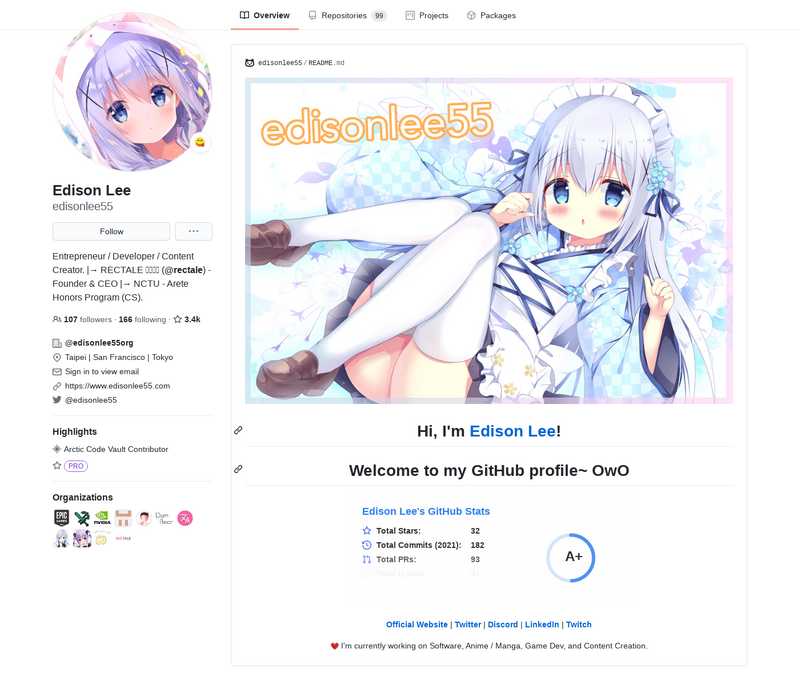 Overview
Repositories 99
Projects
Packages
edisonlee55 / README.md
edisonlee55
Edison Lee
edisonlee55
Follow
Entrepreneur / Developer / Content
Creator. |→ RECTALE (@rectale) -
Founder & CEO |→ NCTU - Arete
Honors Program (CS).
107 followers · 166 following · 3.4k
@edisonlee55org
Taipei | San Francisco | Tokyo
Sign in to view email
https://www.edisonlee55.com
@edisonlee55
Highlights
Arctic Code Vault Contributor
PRO
Organizations
EPIC GAMES
NVIDIA
Hi, I'm Edison Lee!
Welcome to my GitHub profile~ OwO
Edison Lee's GitHub Stats
Total Stars: 32
Total Commits (2021): 182
Total PRs: 93
A+
Official Website | Twitter | Discord | LinkedIn | Twitch
I'm currently working on Software, Anime / Manga, Game Dev, and Content Creation.